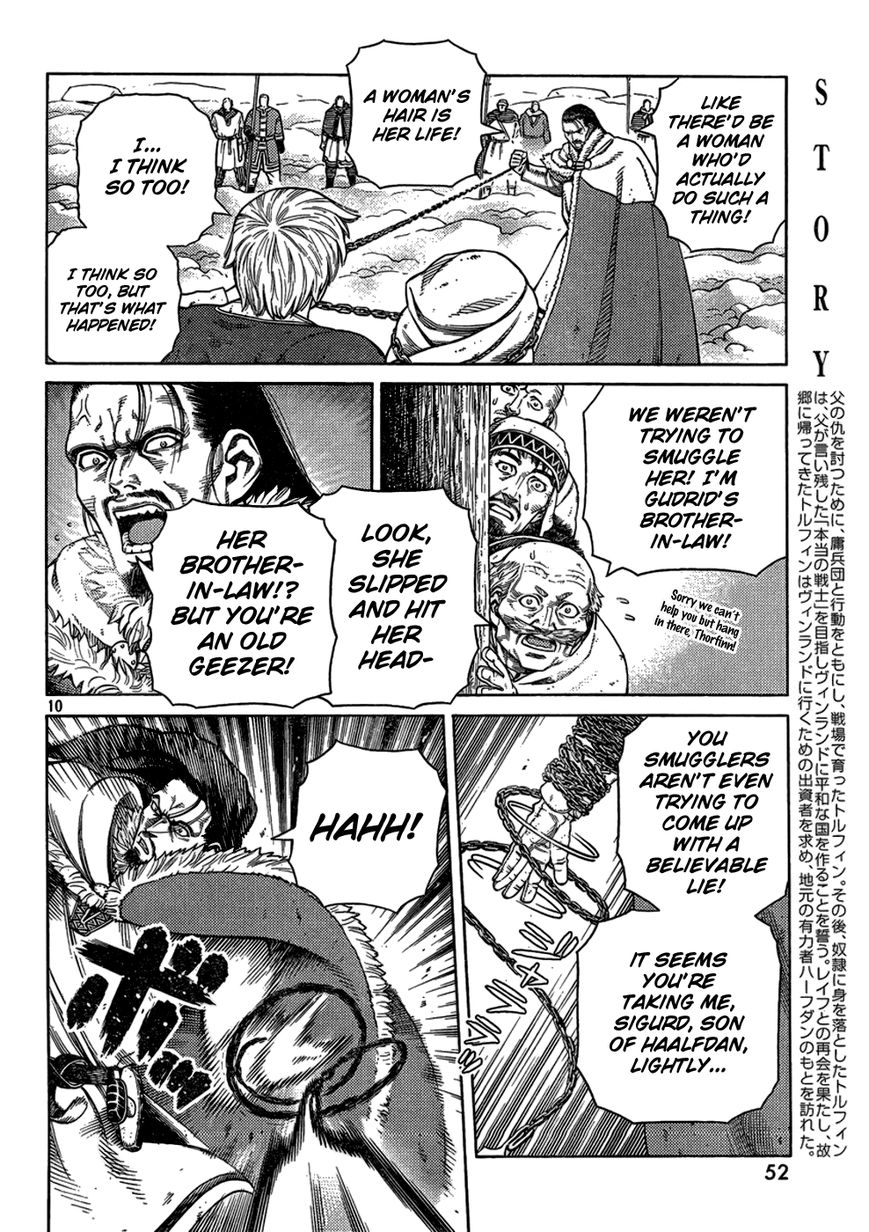 LIKE
THERE'D BE
A WOMAN
WHO'D
ACTUALLY
DO SUCH A
THING!
A WOMAN'S
HAIR IS
HER LIFE!
I...
I THINK
SO TOO!
I THINK SO
TOO, BUT
THAT'S WHAT
HAPPENED!
STORY
父の仇を討つために、傭兵団と行動をともにし、戦場で育ったトルフィン。その後、奴隷に身を落としたトルフィン
は、父が言い残した「本当の戦士」を目指しヴィンランドに平和な国を作ることを誓う。レイフとの再会を果たし、故
郷に帰ってきたトルフィンはヴィンランドに行くための出資者を求め、地元の有力者ハーフダンのもとを訪れた。
WE WEREN'T
TRYING TO
SMUGGLE
HER! I'M
GUDRID'S
BROTHER-
IN-LAW!
Sorry we can't
help you but hang
in there, Thorfinn!
LOOK,
SHE
SLIPPED
AND HIT
HER
HEAD-
HER
BROTHER-
IN-LAW!?
BUT YOU'RE
AN OLD
GEEZER!
10
YOU
SMUGGLERS
AREN'T EVEN
TRYING TO
COME UP
WITH A
BELIEVABLE
LIE!
IT SEEMS
YOU'RE
TAKING ME,
SIGURD, SON
OF HAALFDAN,
LIGHTLY...
HAHH!
52